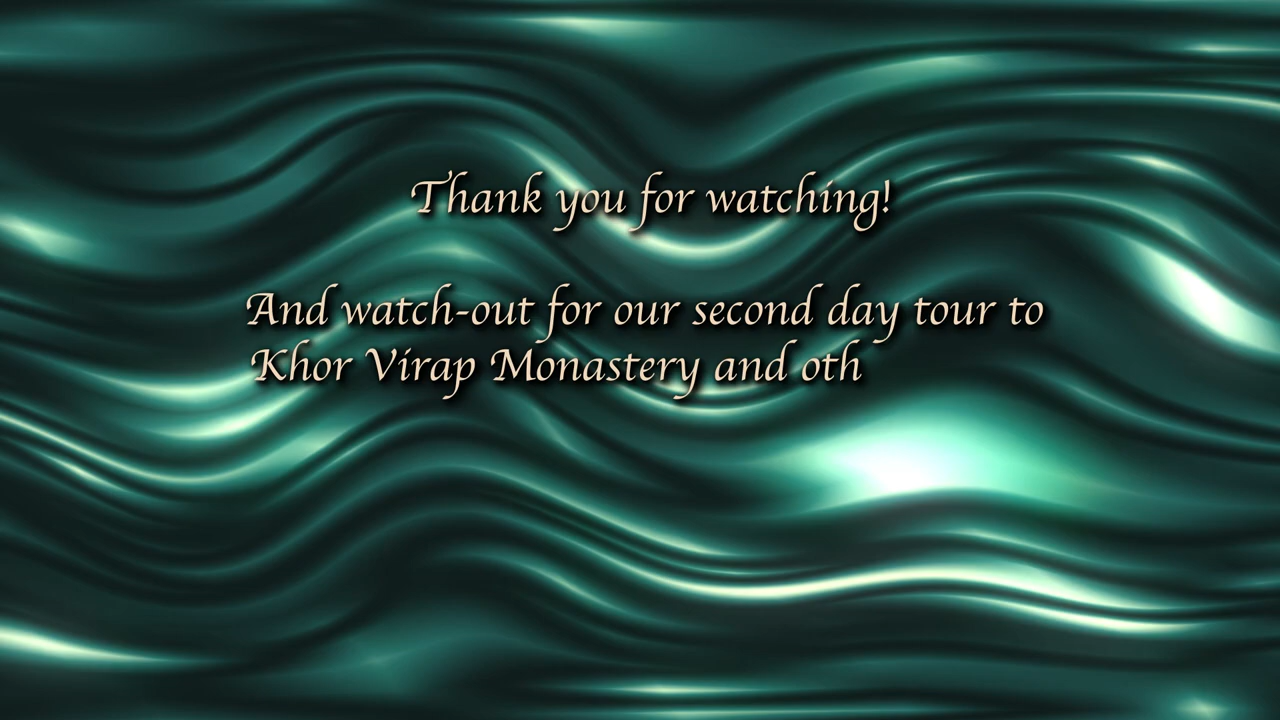 Thank you for watching!
And watch-out for our second day tour to
Khor Virap Monastery and oth